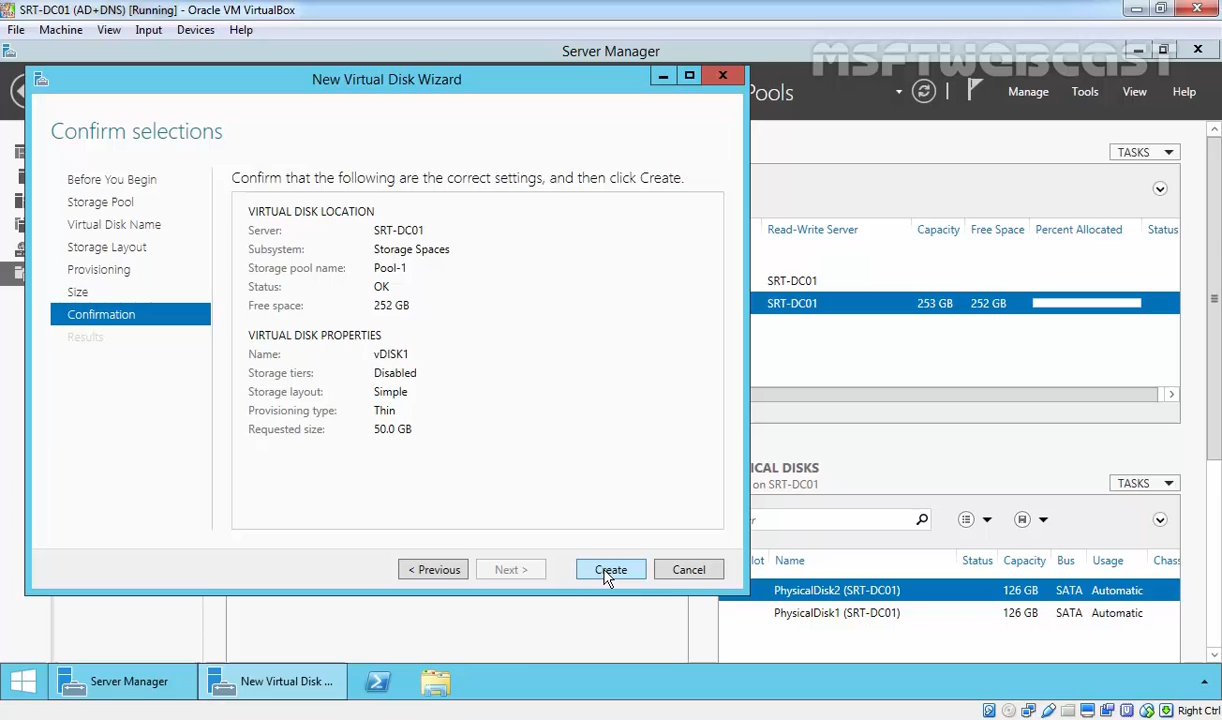 SRT-DC01 (AD+DNS) [Running] - Oracle VM VirtualBox
File Machine View Input Devices Help
Server Manager
MSFTWEBCAST
New Virtual Disk Wizard
Pools
Manage Tools View Help
Confirm selections
TASKS
Before You Begin
Storage Pool
Virtual Disk Name
Storage Layout
Provisioning
Size
Confirmation
Results
Confirm that the following are the correct settings, and then click Create.
VIRTUAL DISK LOCATION
Server: SRT-DC01
Subsystem: Storage Spaces
Storage pool name: Pool-1
Status: OK
Free space: 252 GB
VIRTUAL DISK PROPERTIES
Name: vDISK1
Storage tiers: Disabled
Storage layout: Simple
Provisioning type: Thin
Requested size: 50.0 GB
< Previous Next > Create Cancel
Read-Write Server Capacity Free Space Percent Allocated Status
SRT-DC01
SRT-DC01 253 GB 252 GB
ICAL DISKS
on SRT-DC01
TASKS
er
lot Name Status Capacity Bus Usage Chass
PhysicalDisk2 (SRT-DC01) 126 GB SATA Automatic
PhysicalDisk1 (SRT-DC01) 126 GB SATA Automatic
Server Manager New Virtual Disk ...
Right Ctrl